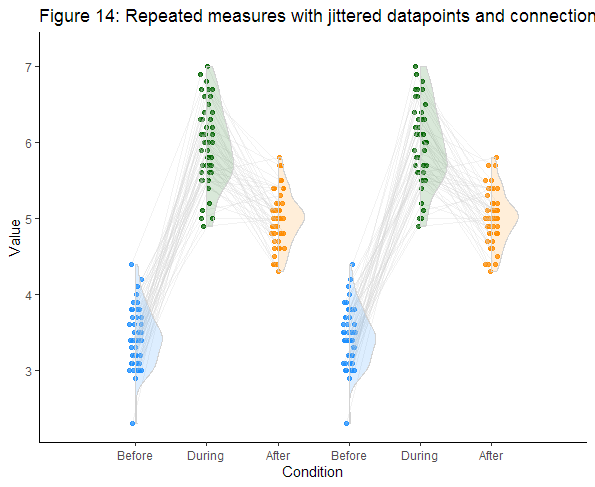 Figure 14: Repeated measures with jittered datapoints and connection
7
6
5
4
3
Value
Before During After Before During After
Condition